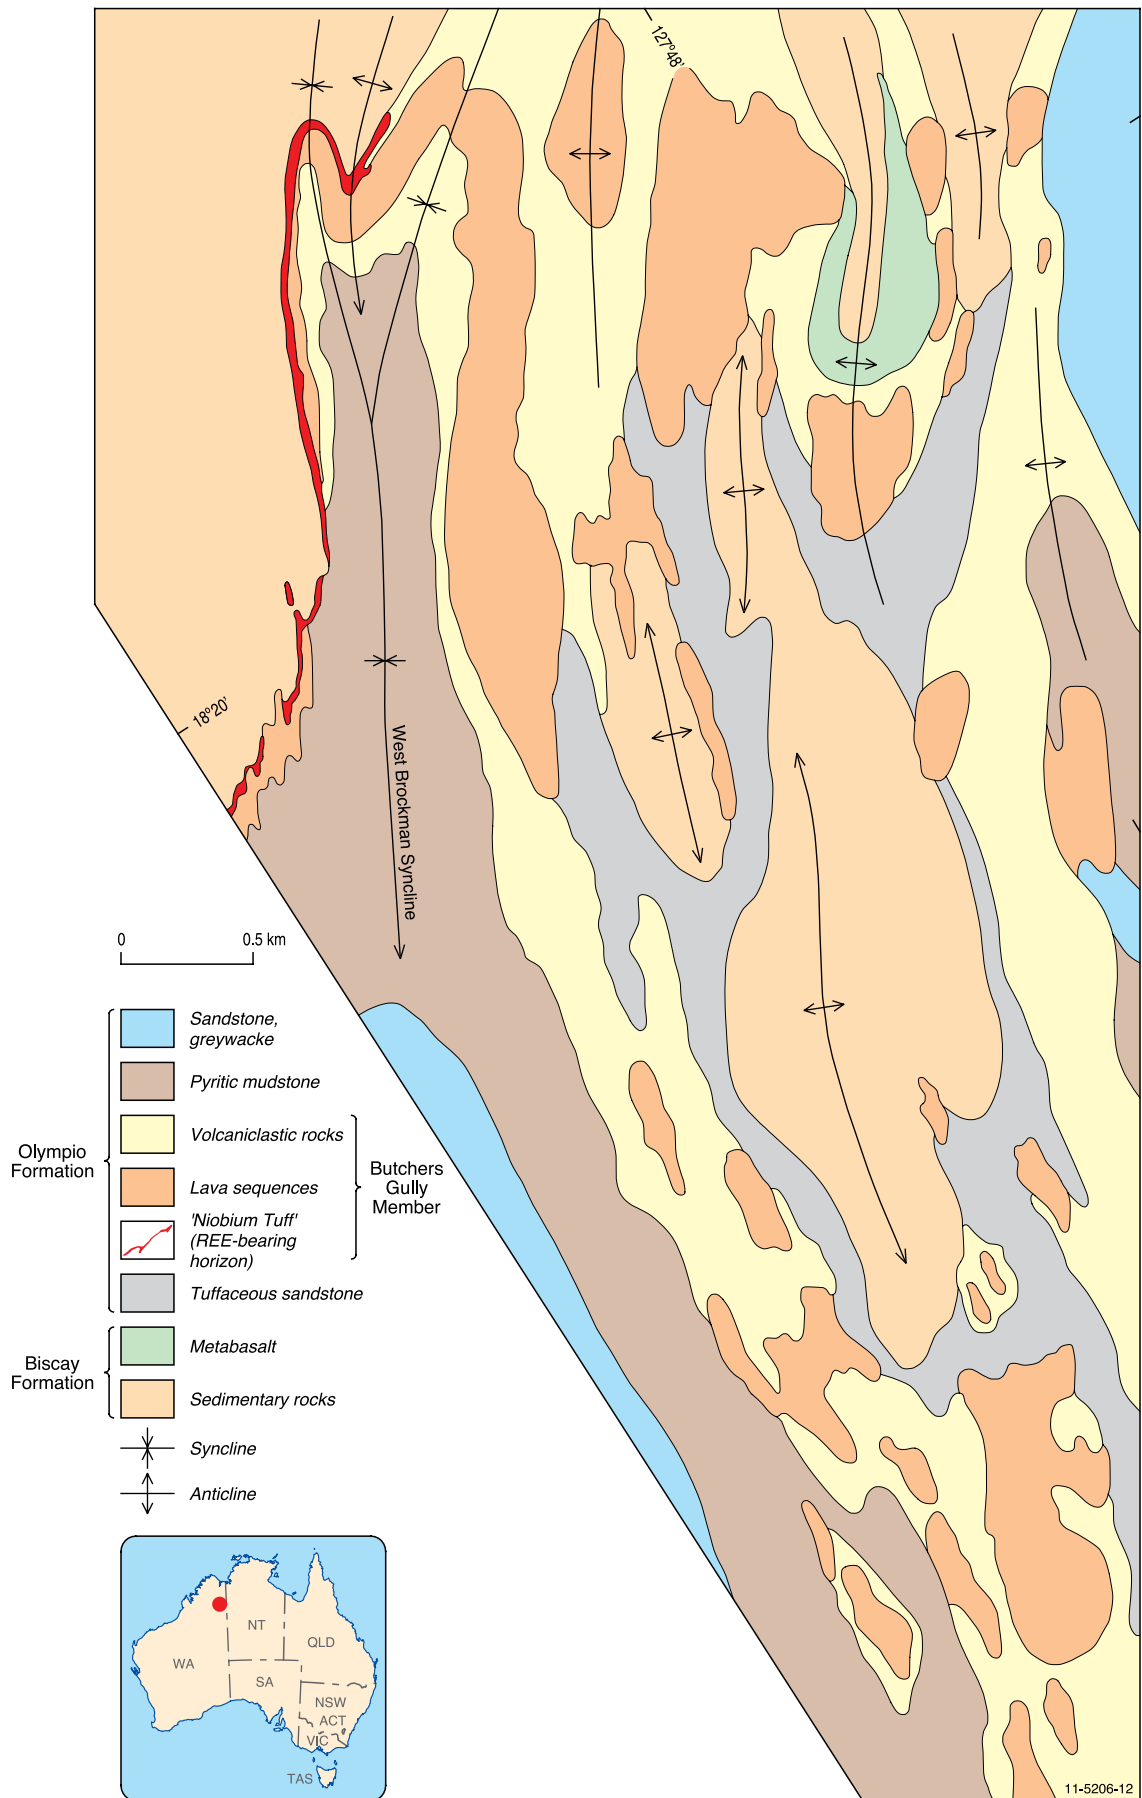 127°48'
18°20'
West Brockman Syncline
0
0.5 km
Sandstone,
greywacke
Pyritic mudstone
Olympio
Formation
Volcaniclastic rocks
Lava sequences
Butchers
Gully
Member
'Niobium Tuff'
(REE-bearing
horizon)
Tuffaceous sandstone
Biscay
Formation
Metabasalt
Sedimentary rocks
Syncline
Anticline
WA
NT
QLD
SA
NSW
ACT
VIC
TAS
11-5206-12